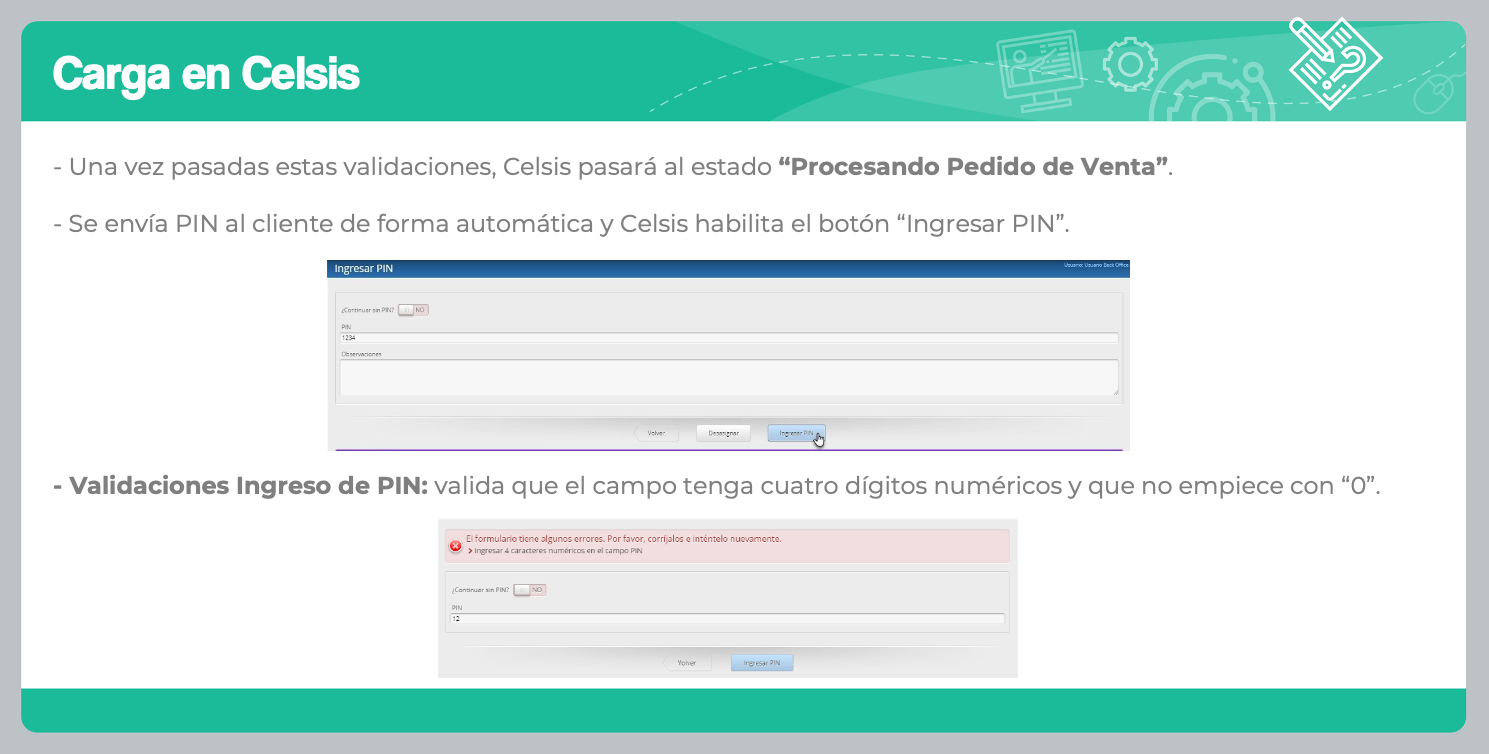 Carga en Celsis
- Una vez pasadas estas validaciones, Celsis pasará al estado “Procesando Pedido de Venta”.
- Se envía PIN al cliente de forma automática y Celsis habilita el botón “Ingresar PIN”.
Ingresar PIN
Usuario: Usuario Back Office
¿Continuar sin PIN? NO
PIN
1234
Observaciones
Volver Desasignar Ingresar PIN
- Validaciones Ingreso de PIN: valida que el campo tenga cuatro dígitos numéricos y que no empiece con “0”.
El formulario tiene algunos errores. Por favor, corríjalos e inténtelo nuevamente.
Ingresar 4 caracteres numéricos en el campo PIN
¿Continuar sin PIN? NO
PIN
12
Volver Ingresar PIN